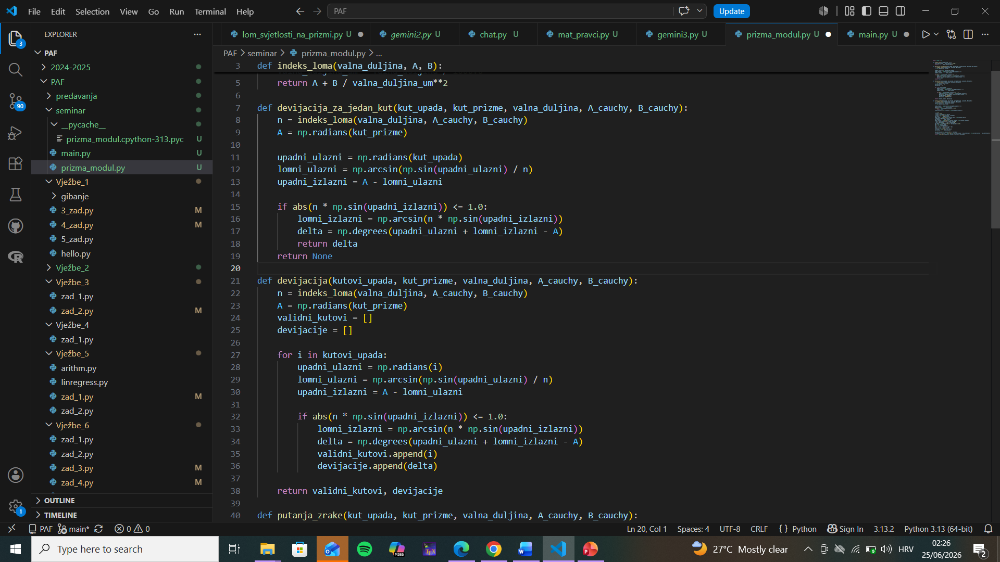 File Edit Selection View Go Run Terminal Help
PAF
Update
EXPLORER
lom_svjetlosti_na_prizmi.py U
gemini2.py U
chat.py U
mat_pravci.py U
gemini3.py U
prizma_modul.py U
main.py U
PAF > seminar > prizma_modul.py > ...
3
90
1
PAF
2024-2025
PAF
predavanja
seminar
__pycache__
prizma_modul.cpython-313.pyc U
main.py U
prizma_modul.py U
Vježbe_1
gibanje
3_zad.py M
4_zad.py M
5_zad.py
hello.py
Vježbe_2
Vježbe_3
zad_1.py
zad_2.py M
Vježbe_4
zad_1.py
Vježbe_5
arithm.py
linregress.py
zad_1.py M
zad_2.py
Vježbe_6
zad_1.py
zad_2.py
zad_3.py M
zad_4.py M
OUTLINE
TIMELINE
3 def indeks_loma(valna_duljina, A, B):
5     return A + B / valna_duljina_um**2
6
7 def devijacija_za_jedan_kut(kut_upada, kut_prizme, valna_duljina, A_cauchy, B_cauchy):
8     n = indeks_loma(valna_duljina, A_cauchy, B_cauchy)
9     A = np.radians(kut_prizme)
10
11     upadni_ulazni = np.radians(kut_upada)
12     lomni_ulazni = np.arcsin(np.sin(upadni_ulazni) / n)
13     upadni_izlazni = A - lomni_ulazni
14
15     if abs(n * np.sin(upadni_izlazni)) <= 1.0:
16         lomni_izlazni = np.arcsin(n * np.sin(upadni_izlazni))
17         delta = np.degrees(upadni_ulazni + lomni_izlazni - A)
18         return delta
19     return None
20
21 def devijacija(kutovi_upada, kut_prizme, valna_duljina, A_cauchy, B_cauchy):
22     n = indeks_loma(valna_duljina, A_cauchy, B_cauchy)
23     A = np.radians(kut_prizme)
24     validni_kutovi = []
25     devijacije = []
26
27     for i in kutovi_upada:
28         upadni_ulazni = np.radians(i)
29         lomni_ulazni = np.arcsin(np.sin(upadni_ulazni) / n)
30         upadni_izlazni = A - lomni_ulazni
31
32         if abs(n * np.sin(upadni_izlazni)) <= 1.0:
33             lomni_izlazni = np.arcsin(n * np.sin(upadni_izlazni))
34             delta = np.degrees(upadni_ulazni + lomni_izlazni - A)
35             validni_kutovi.append(i)
36             devijacije.append(delta)
37
38     return validni_kutovi, devijacije
39
40 def putanja_zrake(kut_upada, kut_prizme, valna_duljina, A_cauchy, B_cauchy):
PAF main* 0 0
Ln 20, Col 1 Spaces: 4 UTF-8 CRLF {} Python Sign In 3.13.2 Python 3.13 (64-bit)
Type here to search
M365
27°C Mostly clear
HRV
02:26
25/06/2026
2